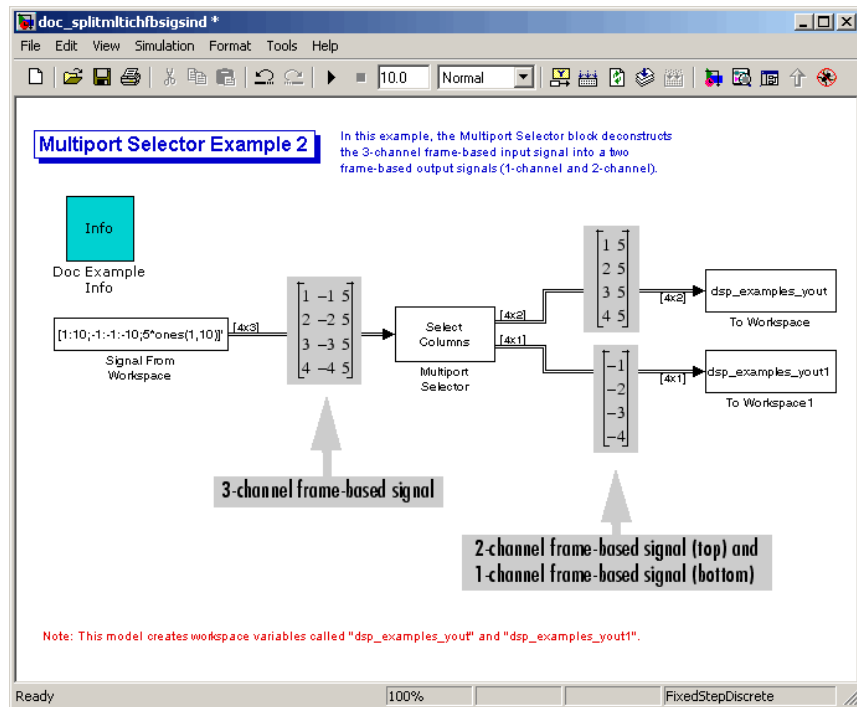 doc_splitmltichfbsigsind *
File Edit View Simulation Format Tools Help
10.0 Normal
Multiport Selector Example 2
In this example, the Multiport Selector block deconstructs
the 3-channel frame-based input signal into a two
frame-based output signals (1-channel and 2-channel).
Info
Doc Example
Info
[1:10;-1:-1:-10;5*ones(1,10)]'
Signal From
Workspace
[4x3]
1 −1 5
2 −2 5
3 −3 5
4 −4 5
Select
Columns
Multiport
Selector
[4x2]
[4x1]
1 5
2 5
3 5
4 5
[4x2]
dsp_examples_yout
To Workspace
−1
−2
−3
−4
[4x1]
dsp_examples_yout1
To Workspace1
3-channel frame-based signal
2-channel frame-based signal (top) and
1-channel frame-based signal (bottom)
Note: This model creates workspace variables called "dsp_examples_yout" and "dsp_examples_yout1".
Ready 100% FixedStepDiscrete